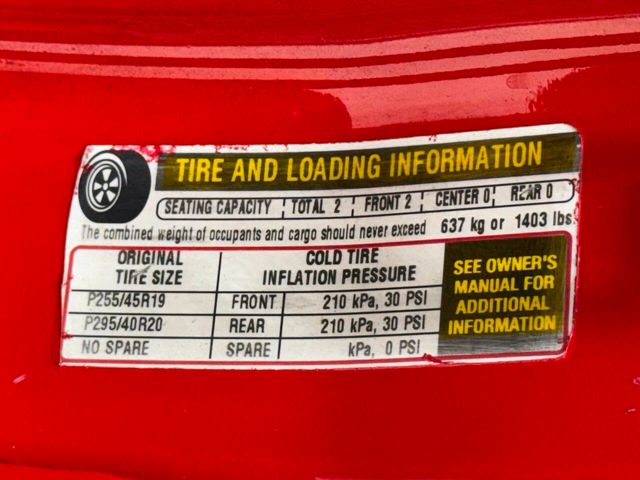 TIRE AND LOADING INFORMATION
SEATING CAPACITY TOTAL 2 FRONT 2 CENTER 0 REAR 0
The combined weight of occupants and cargo should never exceed 637 kg or 1403 lbs
ORIGINAL TIRE SIZE
COLD TIRE INFLATION PRESSURE
P255/45R19 FRONT 210 kPa, 30 PSI
P295/40R20 REAR 210 kPa, 30 PSI
NO SPARE SPARE kPa, 0 PSI
SEE OWNER'S
MANUAL FOR
ADDITIONAL
INFORMATION